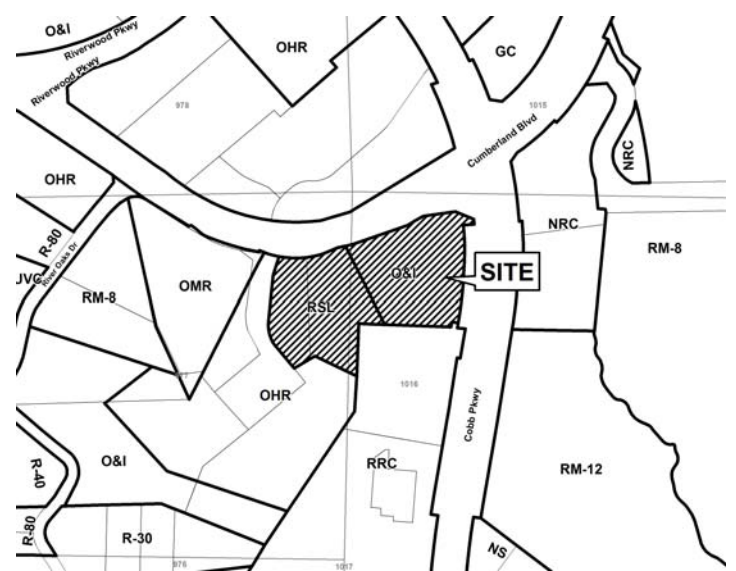 O&I
Riverwood Pkwy
Riverwood Pkwy
OHR
GC
978
1015
Cumberland Blvd
NRC
OHR
R-80
River Oaks Dr
NRC
RM-8
JVC
RM-8
OMR
RSL
O&I
SITE
1016
OHR
Cobb Pkwy
O&I
R-40
RRC
RM-12
R-80
R-30
NS
976
1017